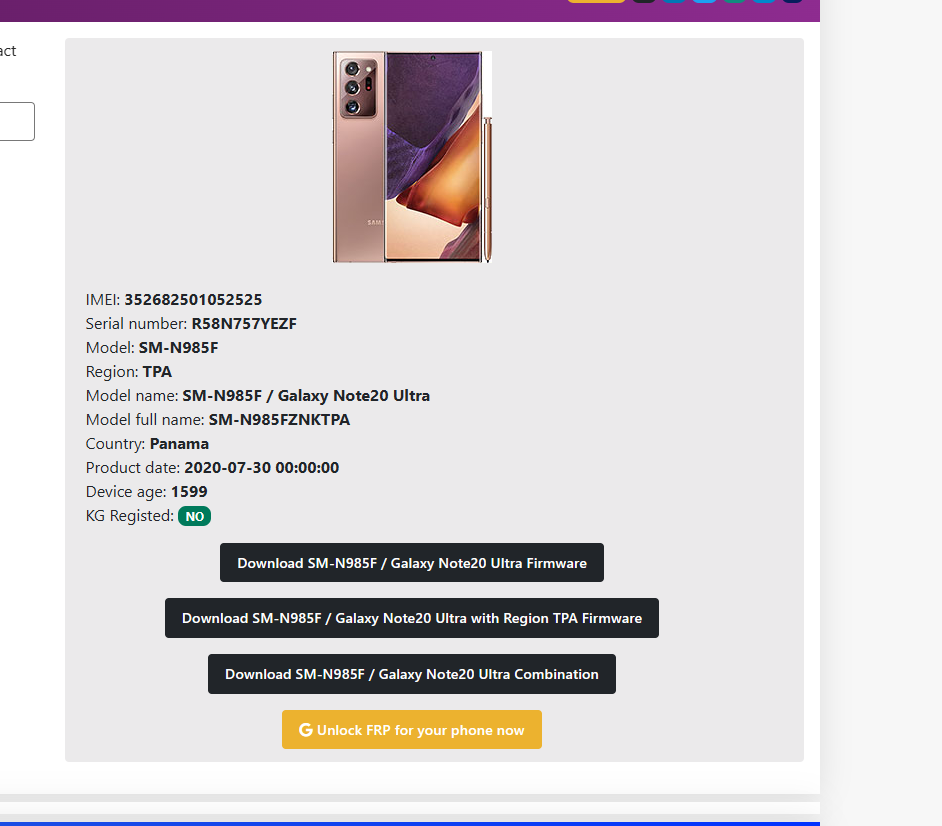 act
SAMS
IMEI: 352682501052525
Serial number: R58N757YEZF
Model: SM-N985F
Region: TPA
Model name: SM-N985F / Galaxy Note20 Ultra
Model full name: SM-N985FZNKTPA
Country: Panama
Product date: 2020-07-30 00:00:00
Device age: 1599
KG Registed: NO
Download SM-N985F / Galaxy Note20 Ultra Firmware
Download SM-N985F / Galaxy Note20 Ultra with Region TPA Firmware
Download SM-N985F / Galaxy Note20 Ultra Combination
G Unlock FRP for your phone now